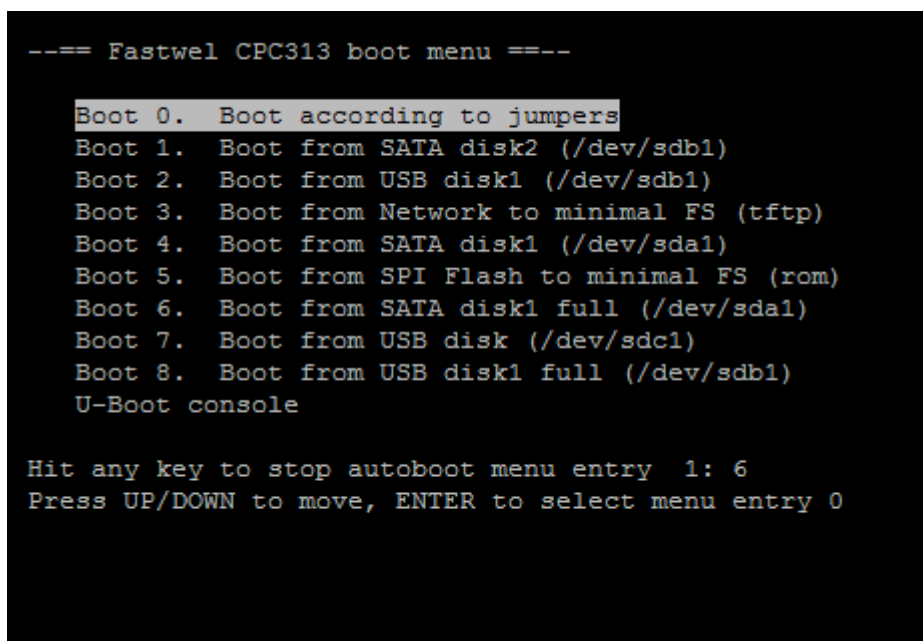 --== Fastwel CPC313 boot menu ==--
Boot 0. Boot according to jumpers
Boot 1. Boot from SATA disk2 (/dev/sdb1)
Boot 2. Boot from USB disk1 (/dev/sdb1)
Boot 3. Boot from Network to minimal FS (tftp)
Boot 4. Boot from SATA disk1 (/dev/sda1)
Boot 5. Boot from SPI Flash to minimal FS (rom)
Boot 6. Boot from SATA disk1 full (/dev/sda1)
Boot 7. Boot from USB disk (/dev/sdc1)
Boot 8. Boot from USB disk1 full (/dev/sdb1)
U-Boot console
Hit any key to stop autoboot menu entry 1: 6
Press UP/DOWN to move, ENTER to select menu entry 0